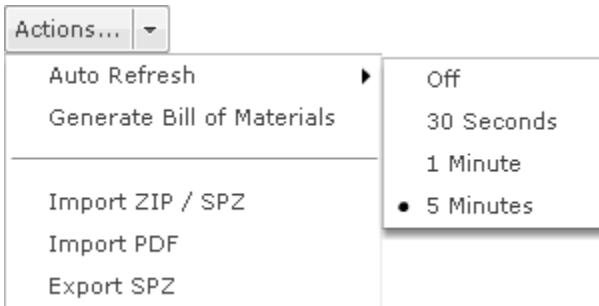 Actions...
Auto Refresh
Generate Bill of Materials
Import ZIP / SPZ
Import PDF
Export SPZ
Off
30 Seconds
1 Minute
5 Minutes